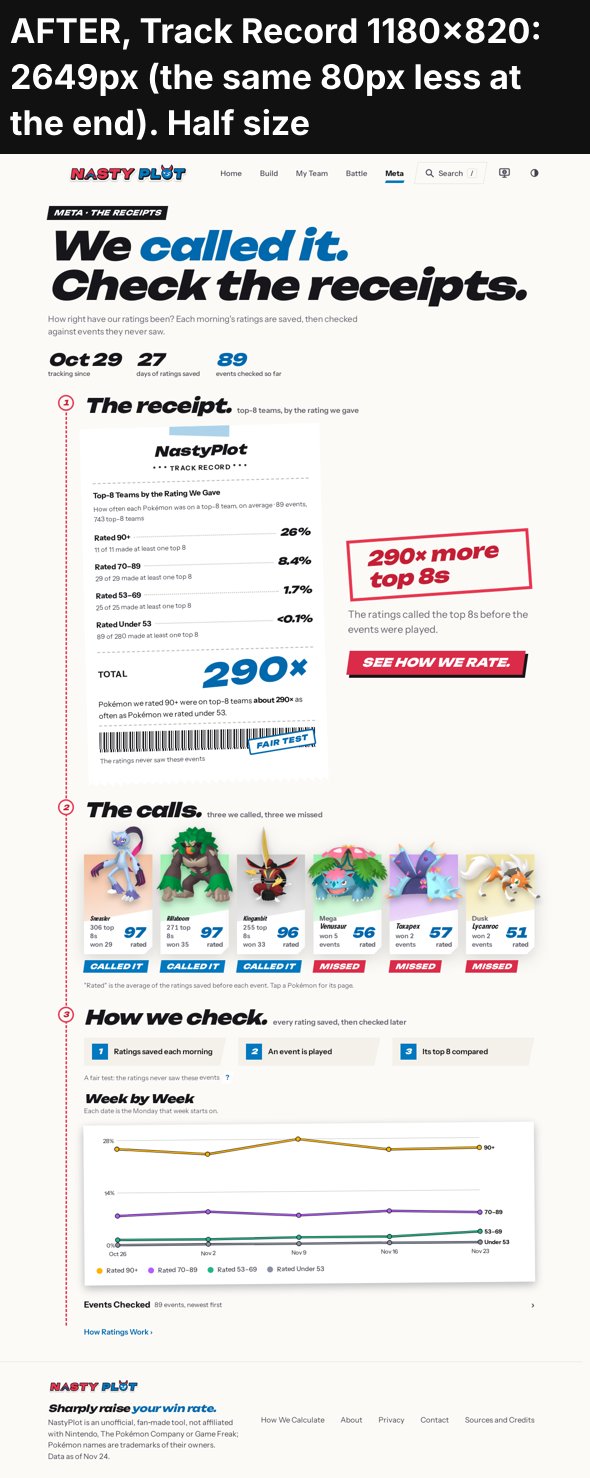 AFTER, Track Record 1180×820:
2649px (the same 80px less at
the end). Half size
NASTY PLOT
Home Build My Team Battle Meta Search /
META · THE RECEIPTS
We called it.
Check the receipts.
How right have our ratings been? Each morning's ratings are saved, then checked
against events they never saw.
Oct 29 27 89
tracking since days of ratings saved events checked so far
1 The receipt. top-8 teams, by the rating we gave
NastyPlot
*** TRACK RECORD ***
Top-8 Teams by the Rating We Gave
How often each Pokémon was on a top-8 team, on average · 89 events,
743 top-8 teams
Rated 90+ 26%
11 of 11 made at least one top 8
Rated 70–89 8.4%
29 of 29 made at least one top 8
Rated 53–69 1.7%
25 of 25 made at least one top 8
Rated Under 53 <0.1%
89 of 280 made at least one top 8
TOTAL 290×
Pokémon we rated 90+ were on top-8 teams about 290× as
often as Pokémon we rated under 53.
FAIR TEST
The ratings never saw these events
290× more
top 8s
The ratings called the top 8s before the
events were played.
SEE HOW WE RATE.
2 The calls. three we called, three we missed
Sneasler
306 top
8s
won 29
97
rated
CALLED IT
Rillaboom
271 top
8s
won 35
97
rated
CALLED IT
Kingambit
255 top
8s
won 33
96
rated
CALLED IT
Mega
Venusaur
won 5
events
56
rated
MISSED
Toxapex
won 2
events
57
rated
MISSED
Dusk
Lycanroc
won 2
events
51
rated
MISSED
"Rated" is the average of the ratings saved before each event. Tap a Pokémon for its page.
3 How we check. every rating saved, then checked later
1 Ratings saved each morning
2 An event is played
3 Its top 8 compared
A fair test: the ratings never saw these events ?
Week by Week
Each date is the Monday that week starts on.
28%
14%
0%
90+
70–89
53–69
Under 53
Oct 26 Nov 2 Nov 9 Nov 16 Nov 23
Rated 90+ Rated 70–89 Rated 53–69 Rated Under 53
Events Checked 89 events, newest first ›
How Ratings Work ›
NASTY PLOT
Sharply raise your win rate.
NastyPlot is an unofficial, fan-made tool, not affiliated
with Nintendo, The Pokémon Company or Game Freak;
Pokémon names are trademarks of their owners.
Data as of Nov 24.
How We Calculate About Privacy Contact Sources and Credits